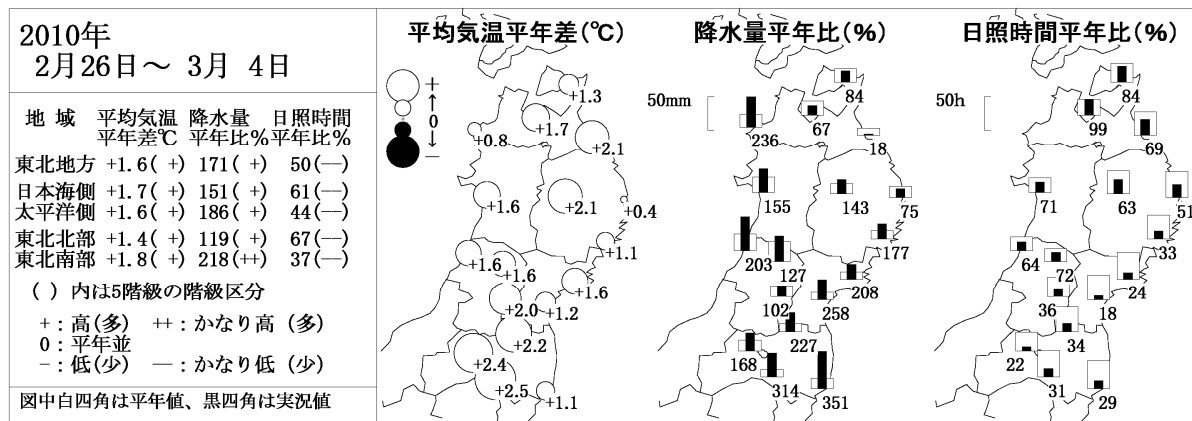 2010年
2月26日～ 3月 4日
地 域 平均気温 降水量 日照時間
平年差℃ 平年比% 平年比%
東北地方 +1.6( +) 171( +) 50(--)
日本海側 +1.7( +) 151( +) 61(--)
太平洋側 +1.6( +) 186( +) 44(--)
東北北部 +1.4( +) 119( +) 67(--)
東北南部 +1.8( +) 218(++) 37(--)
( ) 内は5階級の階級区分
+:高(多) ++:かなり高 (多)
0:平年並
-:低(少) --:かなり低 (少)
図中白四角は平年値、黒四角は実況値
平均気温平年差(℃)
+
↑
0
↓
-
+1.3
+1.7
+0.8
+2.1
+1.6
+2.1
+0.4
+1.1
+1.6
+1.6
+1.6
+2.0
+1.2
+2.2
+2.4
+2.5
+1.1
降水量平年比(%)
50mm
84
67
236
18
155
143
75
177
203
127
208
102
258
227
168
314
351
日照時間平年比(%)
50h
84
99
69
71
63
51
33
64
72
24
36
18
34
22
31
29